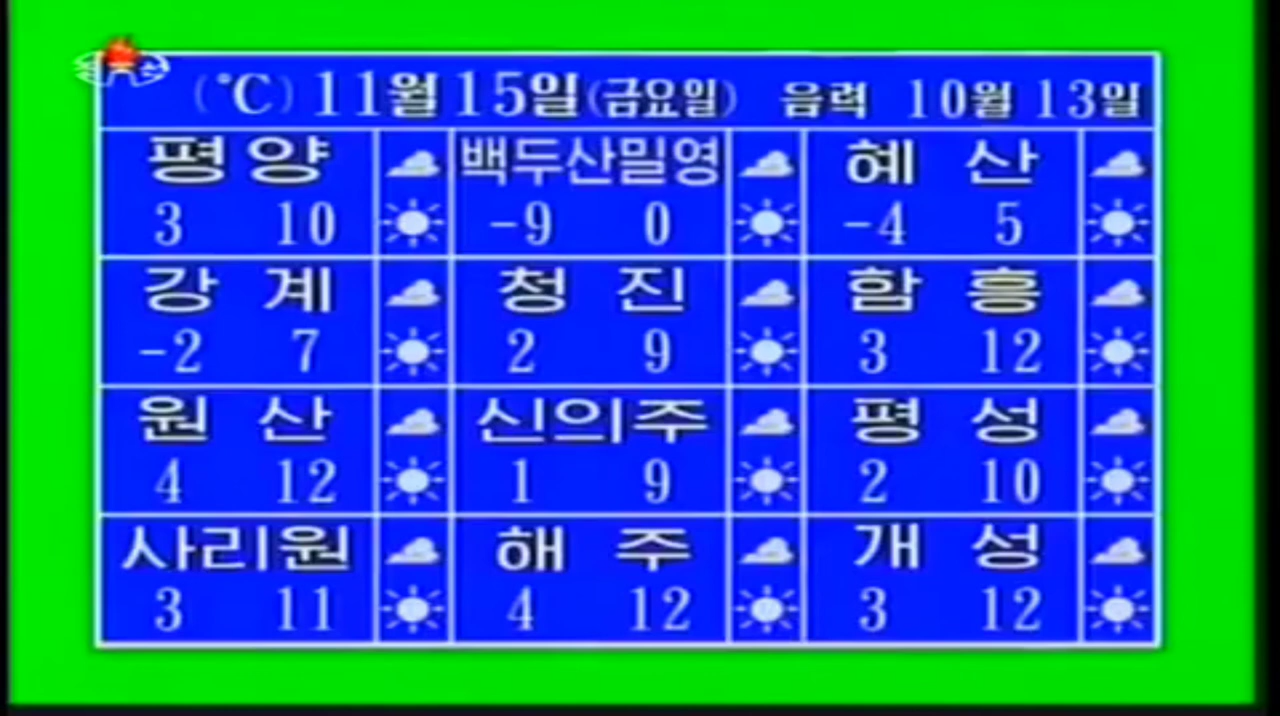 (℃) 11월 15일(금요일) 음력 10월 13일
평양 백두산밀영 혜산
3 10 -9 0 -4 5
강계 청진 함흥
-2 7 2 9 3 12
원산 신의주 평성
4 12 1 9 2 10
사리원 해주 개성
3 11 4 12 3 12